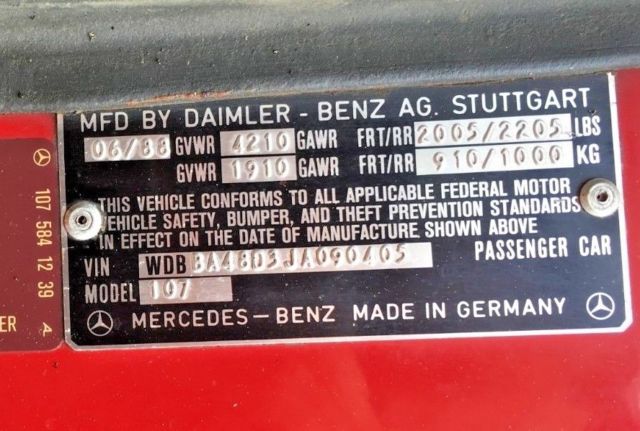 MFD BY DAIMLER - BENZ AG. STUTTGART
06/88 GVWR 4210 GAWR FRT/RR 2005/2205 LBS
GVWR 1910 GAWR FRT/RR 910/1000 KG
THIS VEHICLE CONFORMS TO ALL APPLICABLE FEDERAL MOTOR
VEHICLE SAFETY, BUMPER, AND THEFT PREVENTION STANDARDS
IN EFFECT ON THE DATE OF MANUFACTURE SHOWN ABOVE
VIN WDBBA48D3JA090405 PASSENGER CAR
MODEL 107
MERCEDES-BENZ MADE IN GERMANY
107 584 12 39 A
ER